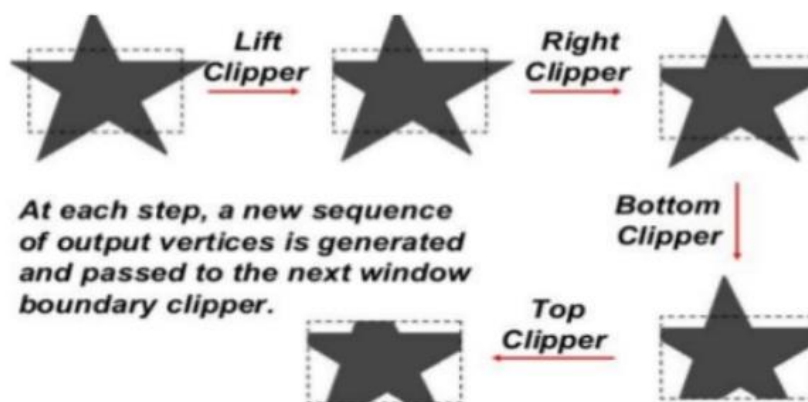 Lift
Clipper
Right
Clipper
At each step, a new sequence
of output vertices is generated
and passed to the next window
boundary clipper.
Bottom
Clipper
Top
Clipper